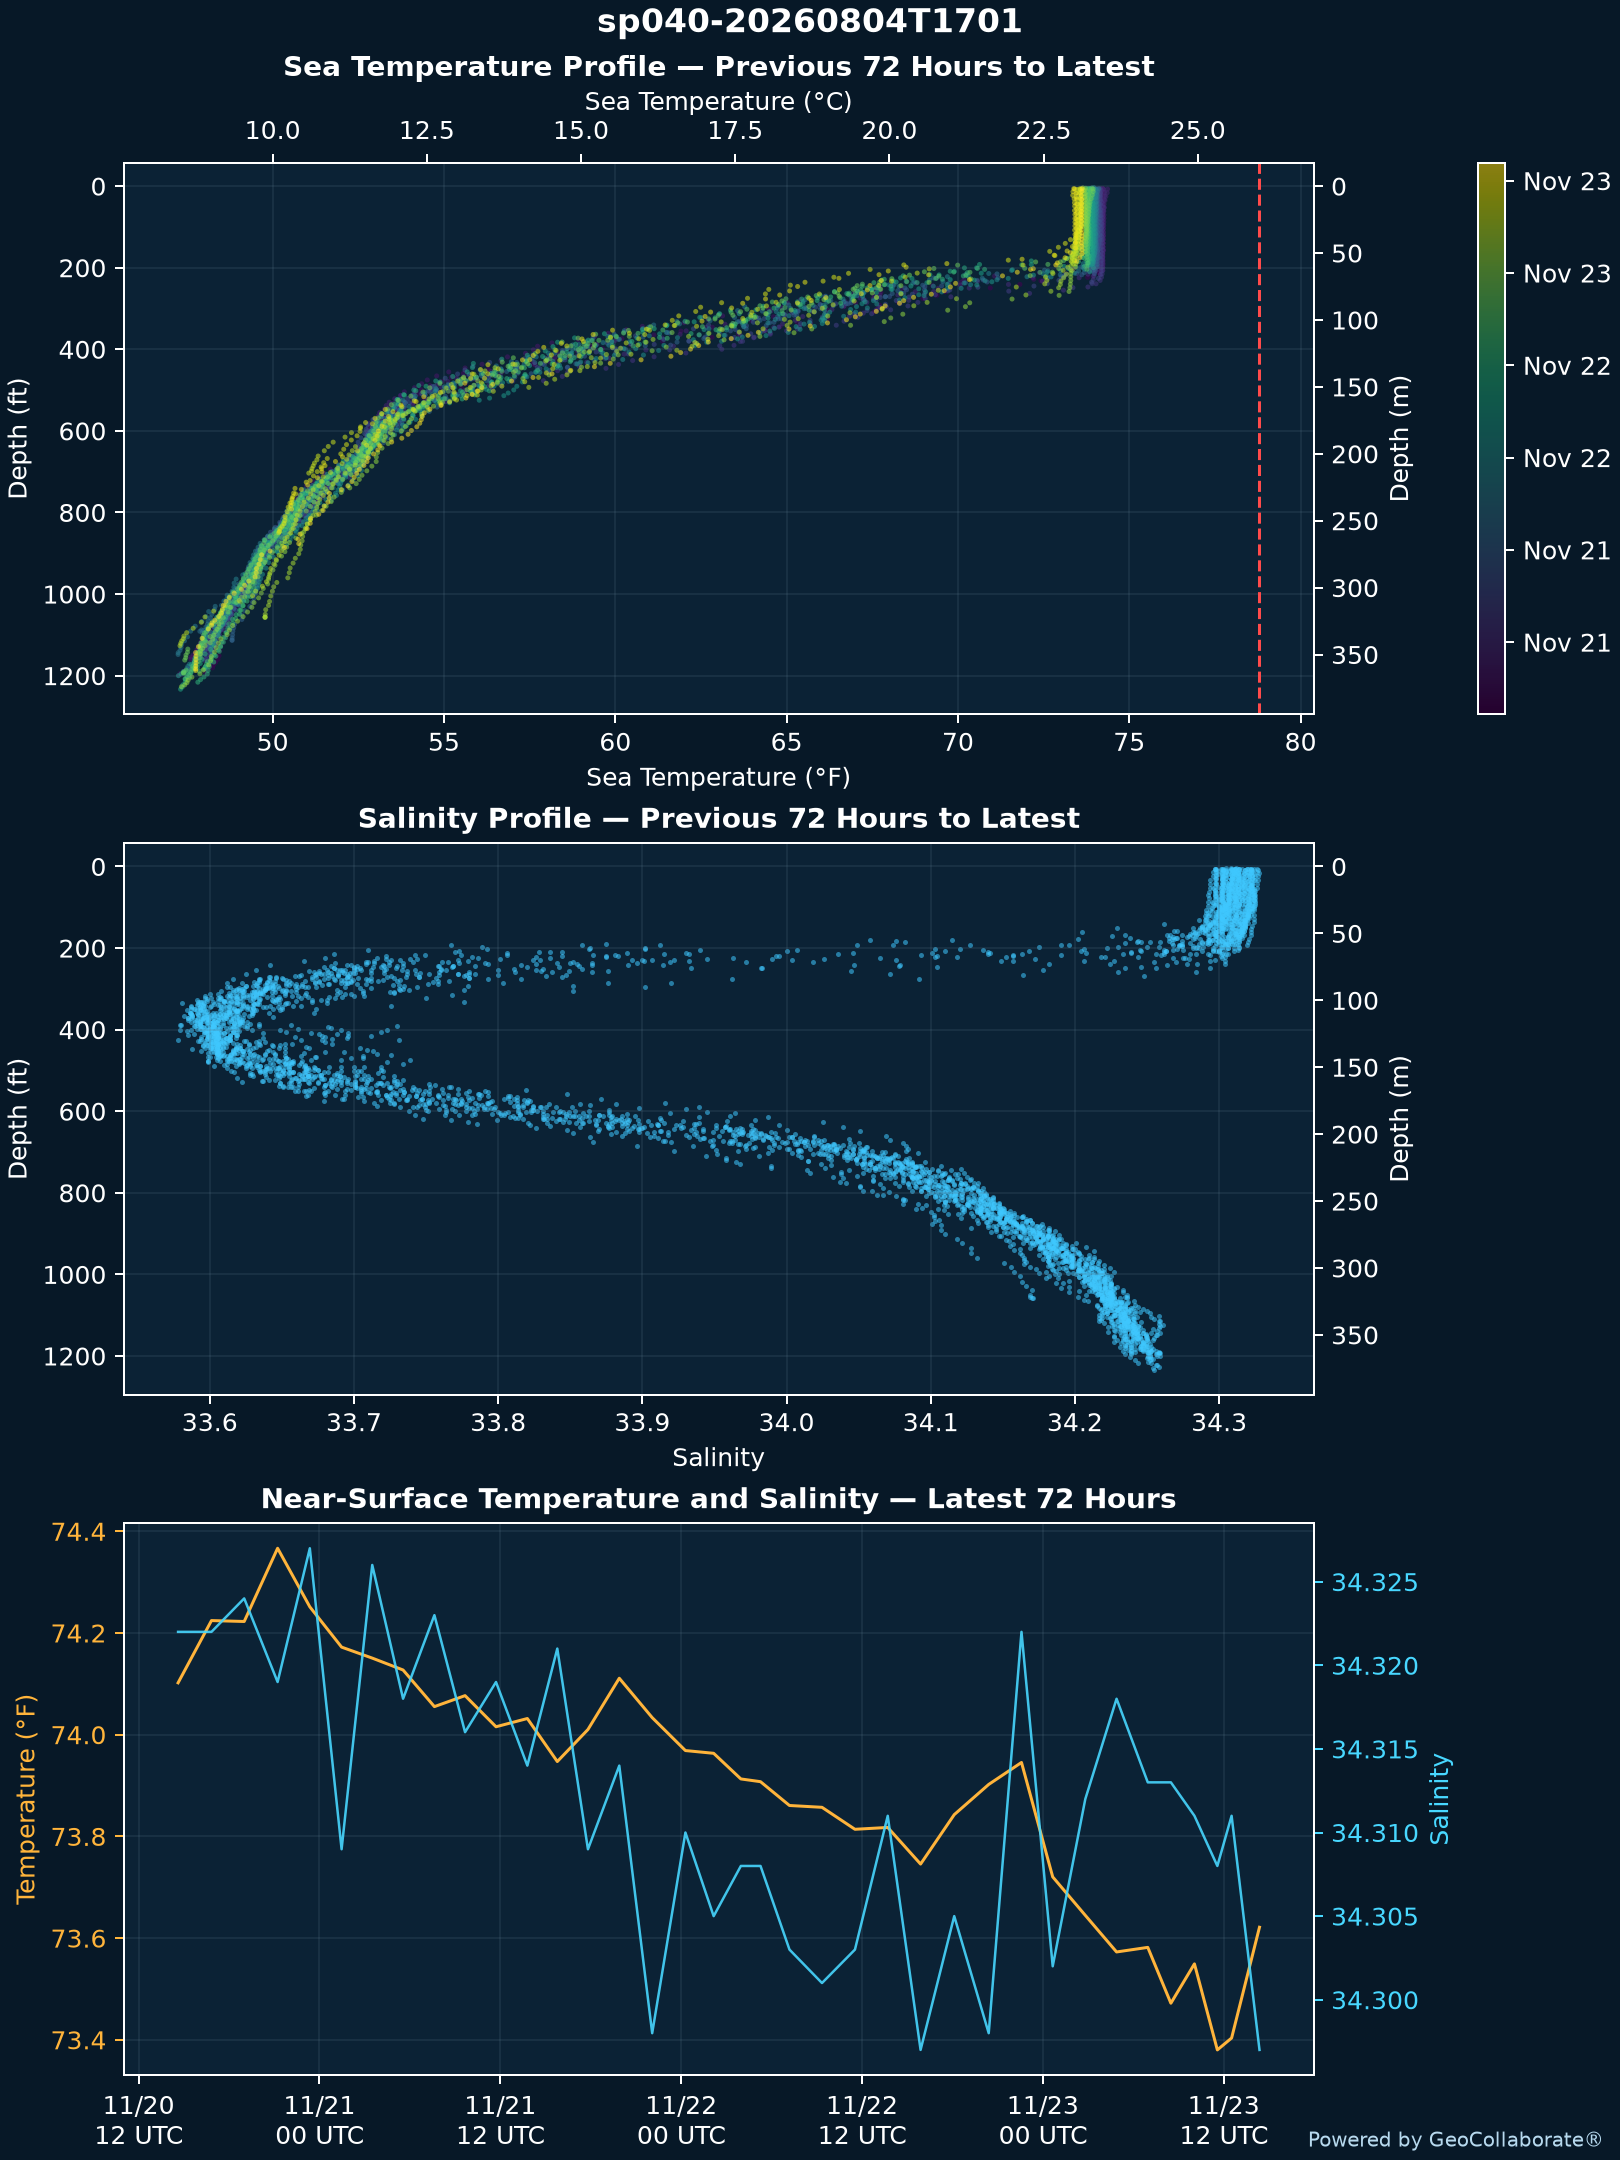 sp040-20260804T1701
Sea Temperature Profile — Previous 72 Hours to Latest
Sea Temperature (°C)
10.0 12.5 15.0 17.5 20.0 22.5 25.0
0
200
400
600
800
1000
1200
Depth (ft)
0
50
100
150
200
250
300
350
Depth (m)
50 55 60 65 70 75 80
Sea Temperature (°F)
Nov 23
Nov 23
Nov 22
Nov 22
Nov 21
Nov 21
Salinity Profile — Previous 72 Hours to Latest
0
200
400
600
800
1000
1200
Depth (ft)
0
50
100
150
200
250
300
350
Depth (m)
33.6 33.7 33.8 33.9 34.0 34.1 34.2 34.3
Salinity
Near-Surface Temperature and Salinity — Latest 72 Hours
74.4
74.2
74.0
73.8
73.6
73.4
Temperature (°F)
34.325
34.320
34.315
34.310
34.305
34.300
Salinity
11/20 11/21 11/21 11/22 11/22 11/23 11/23
12 UTC 00 UTC 12 UTC 00 UTC 12 UTC 00 UTC 12 UTC
Powered by GeoCollaborate®